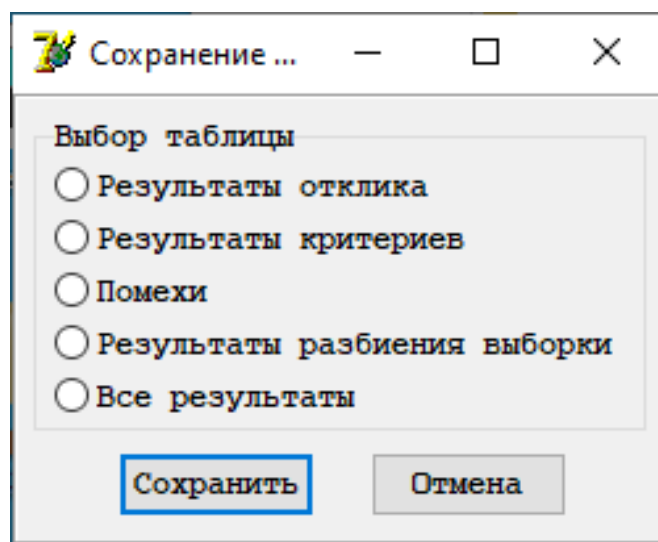 Сохранение ...
Выбор таблицы
Результаты отклика
Результаты критериев
Помехи
Результаты разбиения выборки
Все результаты
Сохранить Отмена